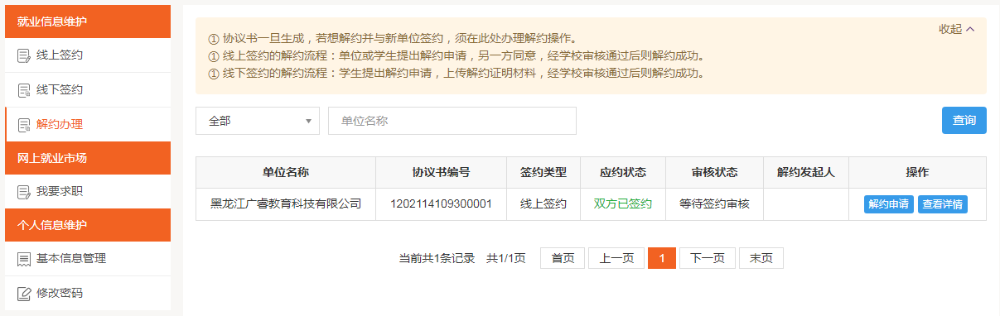 就业信息维护
线上签约
线下签约
解约办理
网上就业市场
我要求职
个人信息维护
基本信息管理
修改密码
收起
① 协议书一旦生成，若想解约并与新单位签约，须在此处办理解约操作。
① 线上签约的解约流程：单位或学生提出解约申请，另一方同意，经学校审核通过后则解约成功。
① 线下签约的解约流程：学生提出解约申请，上传解约证明材料，经学校审核通过后则解约成功。
全部 单位名称 查询
单位名称 协议书编号 签约类型 应约状态 审核状态 解约发起人 操作
黑龙江广睿教育科技有限公司 1202114109300001 线上签约 双方已签约 等待签约审核 解约申请 查看详情
当前共1条记录 共1/1页 首页 上一页 1 下一页 末页